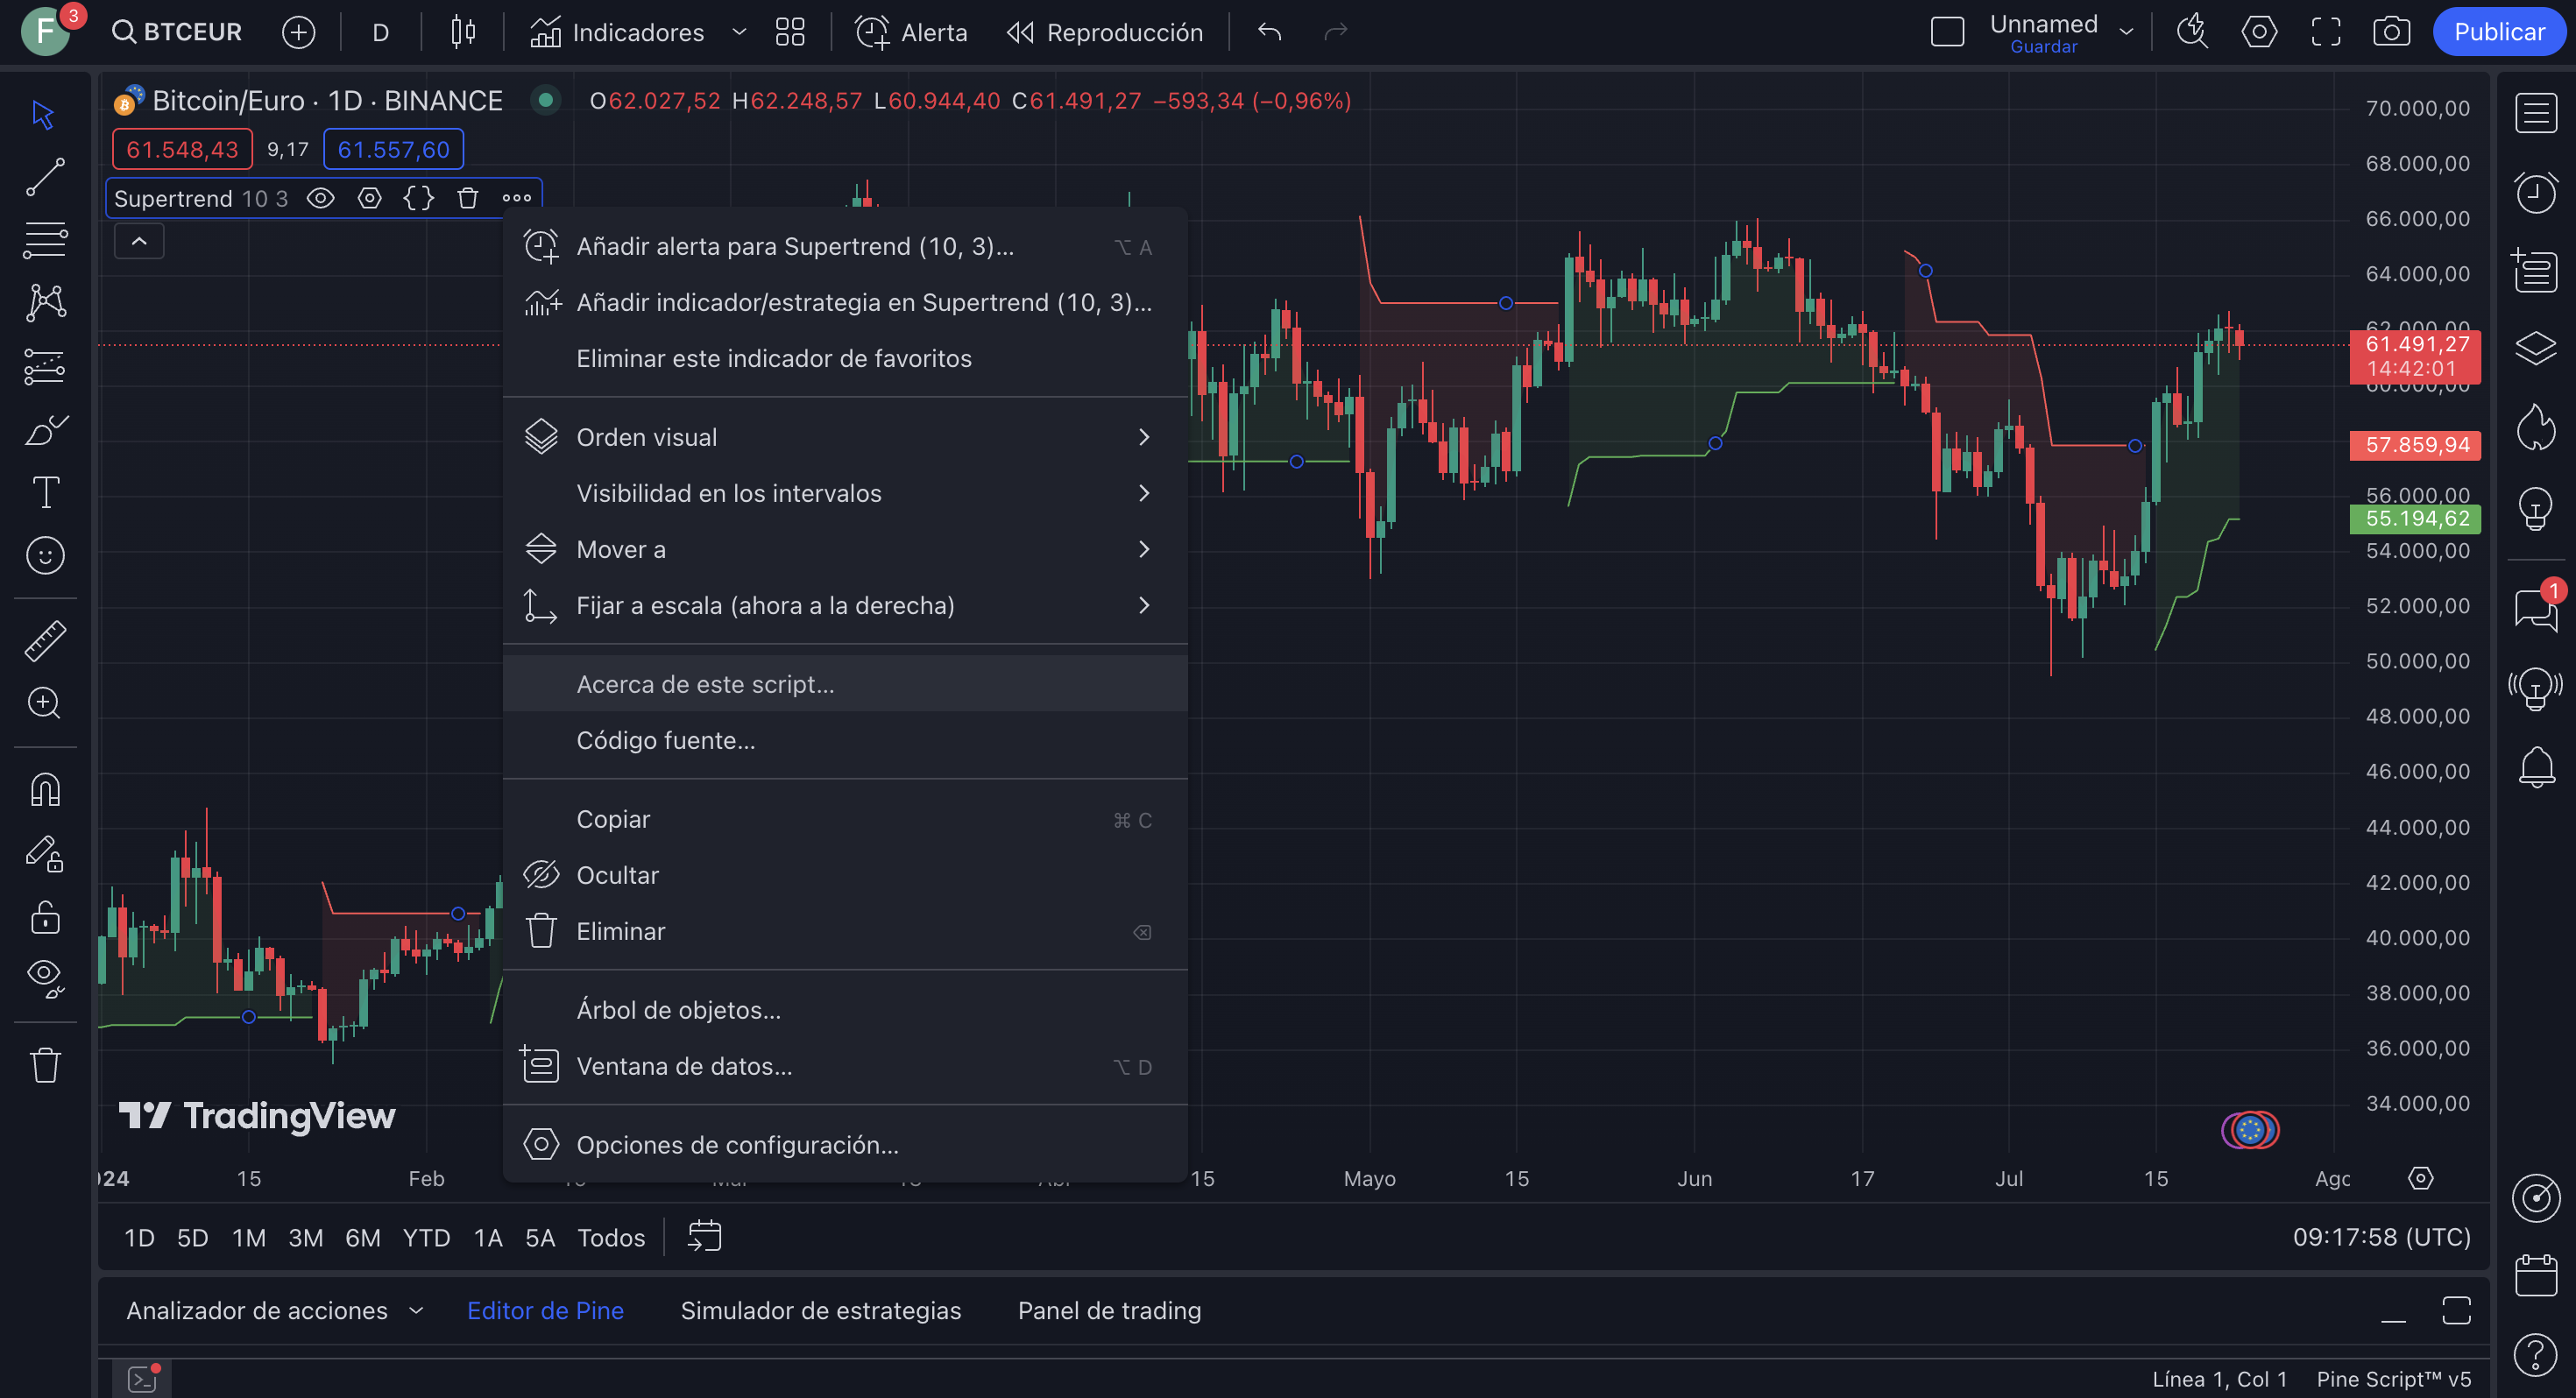 F 3 BTCEUR D Indicadores Alerta Reproducción Unnamed Guardar Publicar
Bitcoin/Euro · 1D · BINANCE O62.027,52 H62.248,57 L60.944,40 C61.491,27 −593,34 (−0,96%)
61.548,43 9,17 61.557,60
Supertrend 10 3
Añadir alerta para Supertrend (10, 3)... ⌥ A
Añadir indicador/estrategia en Supertrend (10, 3)...
Eliminar este indicador de favoritos
Orden visual
Visibilidad en los intervalos
Mover a
Fijar a escala (ahora a la derecha)
Acerca de este script...
Código fuente...
Copiar ⌘ C
Ocultar
Eliminar
Árbol de objetos...
Ventana de datos... ⌥ D
Opciones de configuración...
70.000,00
68.000,00
66.000,00
64.000,00
62.000,00
61.491,27
14:42:01
60.000,00
57.859,94
56.000,00
55.194,62
54.000,00
52.000,00
50.000,00
48.000,00
46.000,00
44.000,00
42.000,00
40.000,00
38.000,00
36.000,00
34.000,00
1
TradingView
024 15 Feb 15 Mayo 15 Jun 17 Jul 15 Ago
1D 5D 1M 3M 6M YTD 1A 5A Todos 09:17:58 (UTC)
Analizador de acciones Editor de Pine Simulador de estrategias Panel de trading
Línea 1, Col 1 Pine Script™ v5